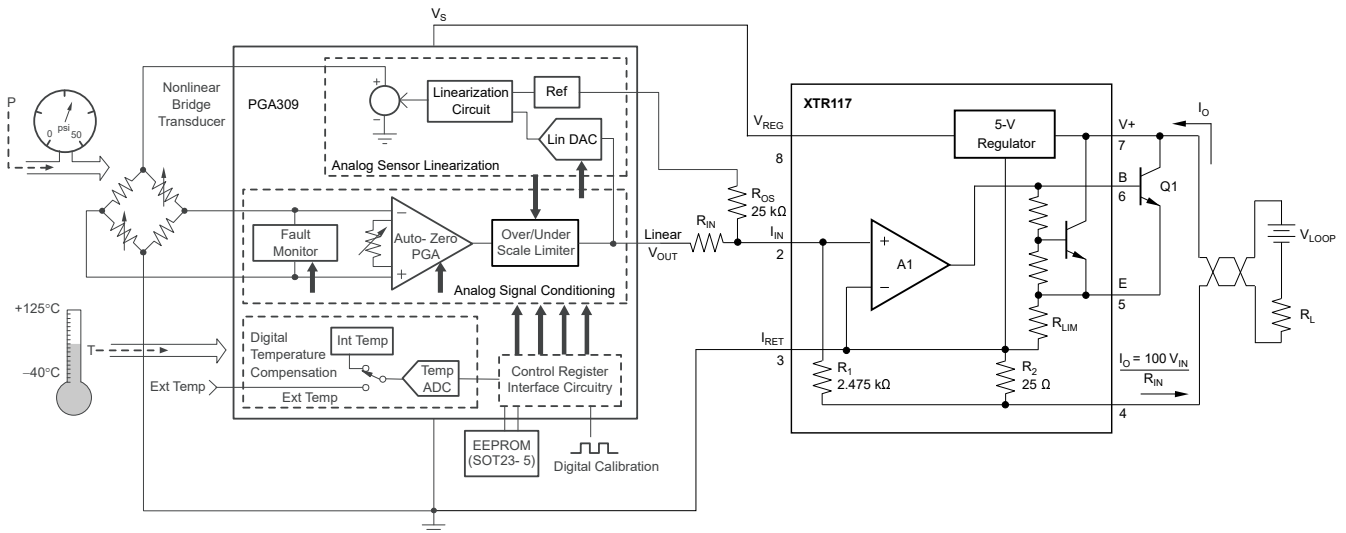 V_S
P
psi
0 50
Nonlinear
Bridge
Transducer
PGA309
+
−
Linearization
Circuit
Ref
Lin DAC
Analog Sensor Linearization
Fault
Monitor
−
Auto- Zero
PGA
+
Over/Under
Scale Limiter
Analog Signal Conditioning
Linear
V_OUT
R_IN
R_OS
25 kΩ
+125°C
−40°C
T
Ext Temp
Digital
Temperature
Compensation
Int Temp
Ext Temp
Temp
ADC
Control Register
Interface Circuitry
EEPROM
(SOT23- 5)
Digital Calibration
XTR117
V_REG
8
5-V
Regulator
V+
7
I_O
B
6
Q1
I_IN
2
+
A1
−
E
5
R_LIM
I_RET
3
R_1
2.475 kΩ
R_2
25 Ω
I_O = 100 V_IN
R_IN
4
V_LOOP
R_L